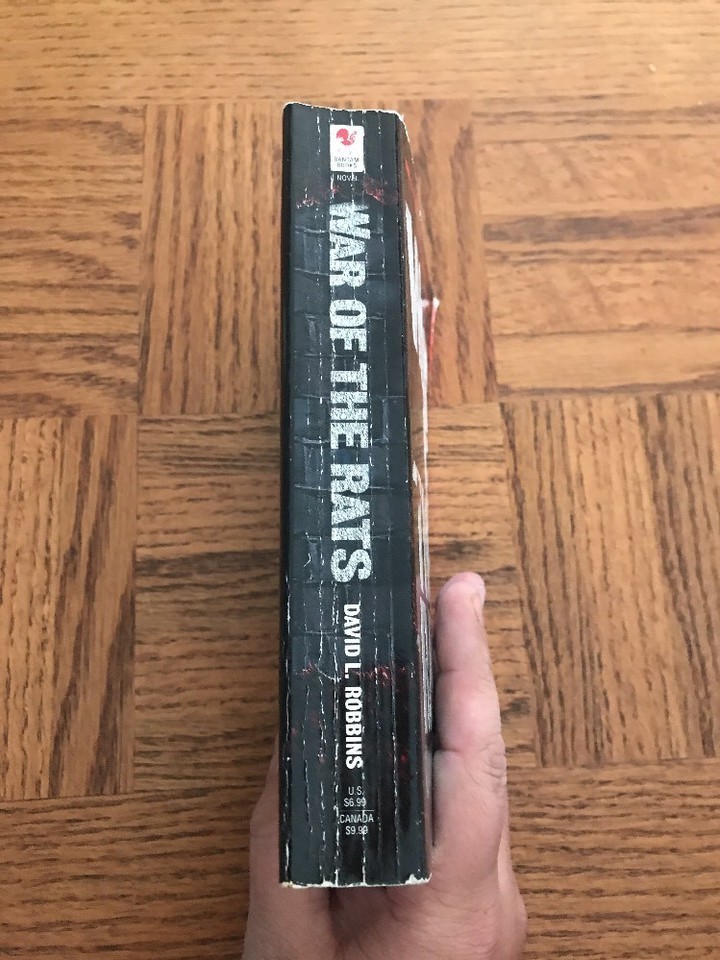 BANTAM
BOOKS
NOVEL
WAR OF THE RATS
DAVID L. ROBBINS
U.S.
$6.99
CANADA
$9.99